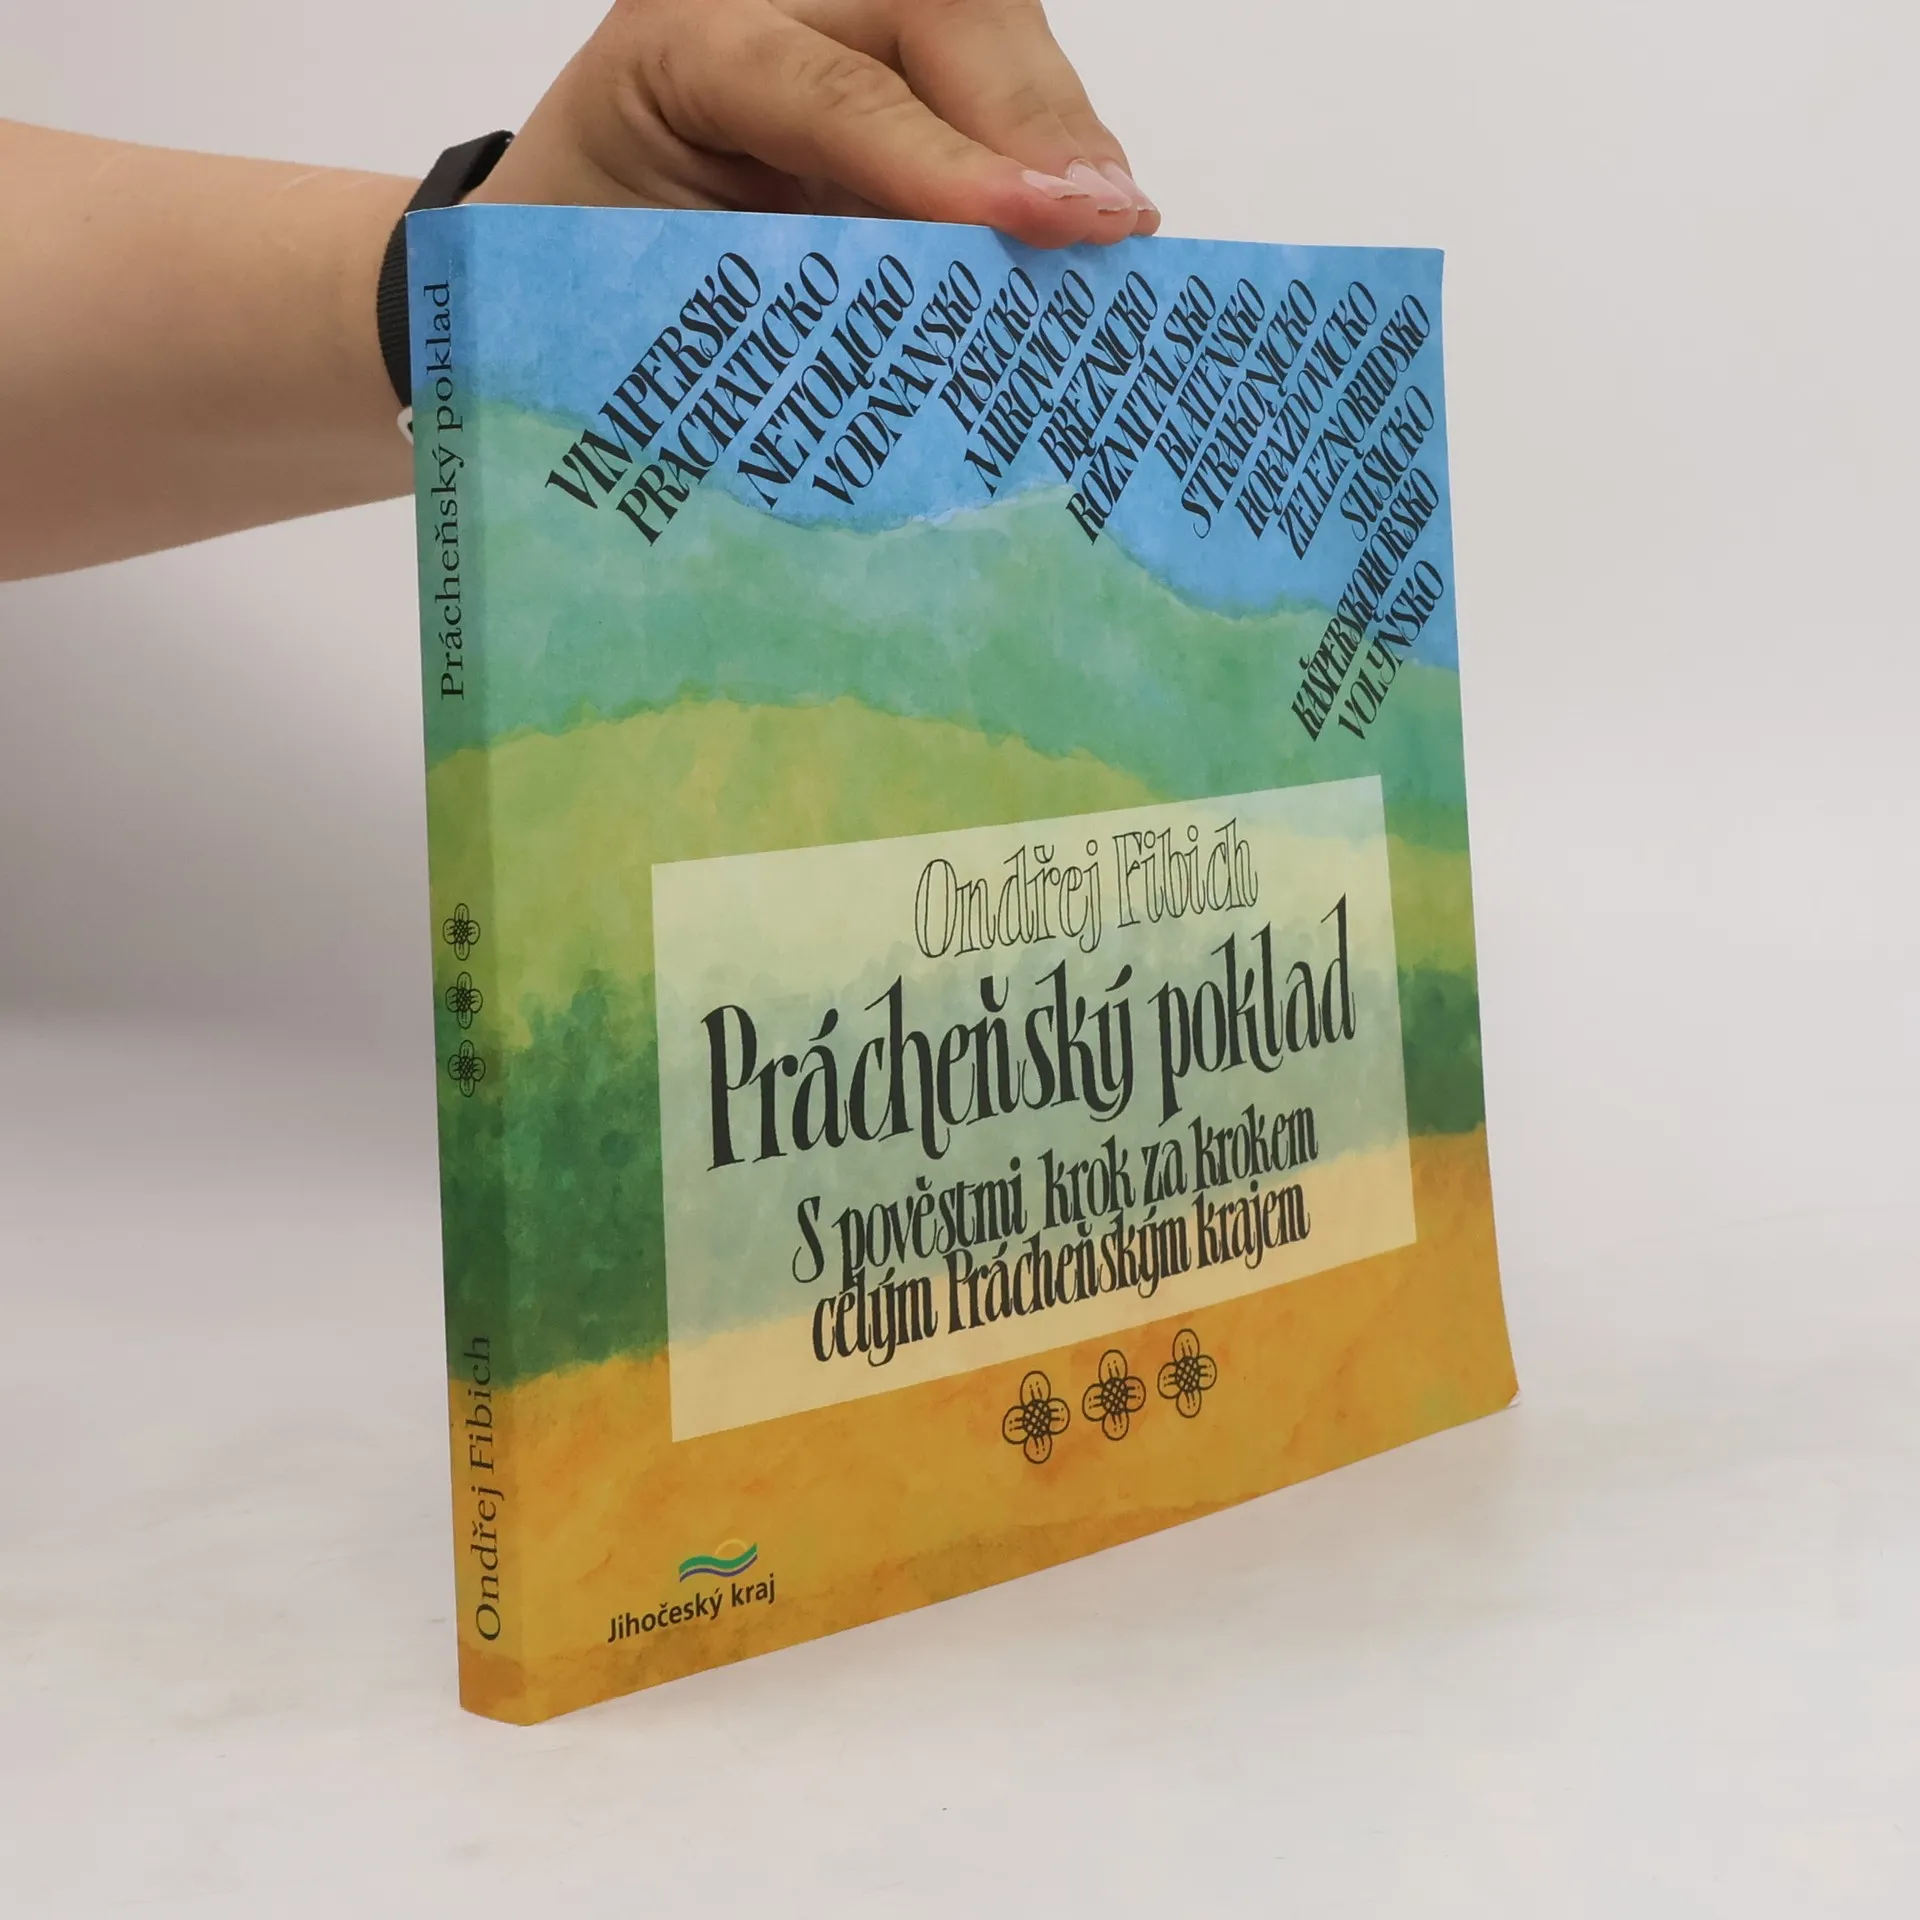 Prácheňský poklad
Ondřej Fibich
VIMPERSKO
PRACHATICKO
NETOLICKO
VODŇANSKO
PÍSECKO
MIROVICKO
BŘEZNICKO
ROŽMITÁLSKO
BLATENSKO
STRAKONICKO
HORAŽĎOVICKO
ŽELEZNORUDSKO
SUŠICKO
KAŠPERSKOHORSKO
VOLYŇSKO
Ondřej Fibich
Prácheňský poklad
S pověstmi krok za krokem
celým Prácheňským krajem
Jihočeský kraj